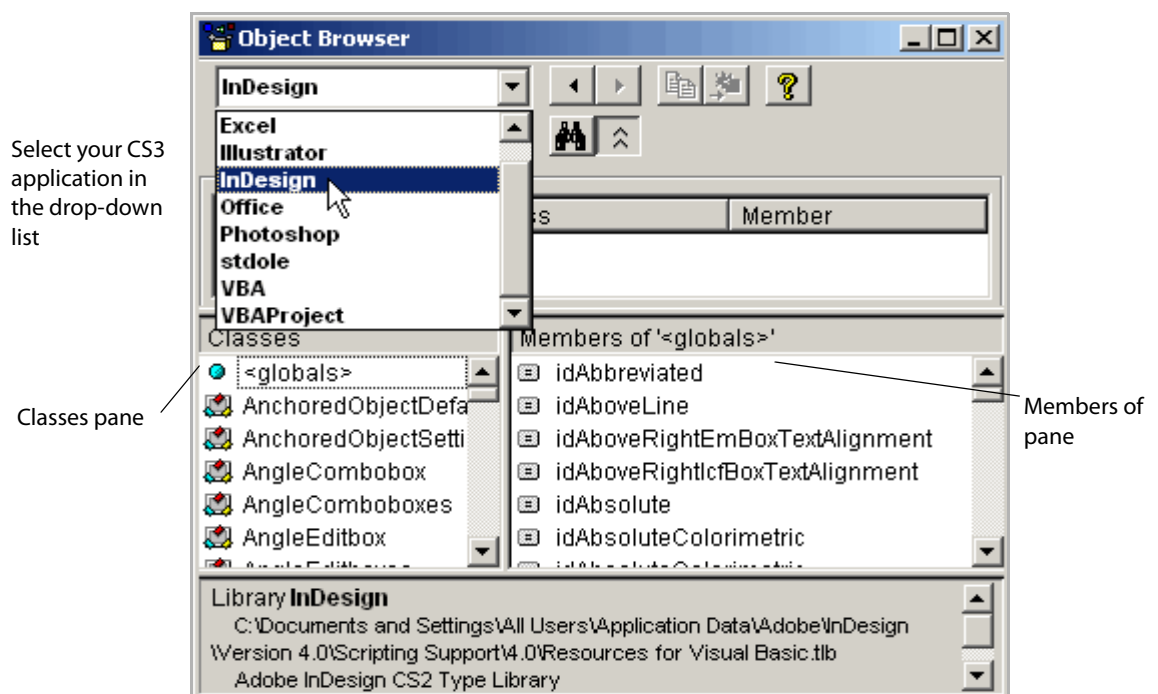 Object Browser
InDesign
Select your CS3
application in
the drop-down
list
Excel
Illustrator
InDesign
Office
Photoshop
stdole
VBA
VBAProject
Member
Classes
Members of '<globals>'
<globals>
idAbbreviated
AnchoredObjectDefa
idAboveLine
AnchoredObjectSetti
idAboveRightEmBoxTextAlignment
AngleCombobox
idAboveRightIcfBoxTextAlignment
AngleComboboxes
idAbsolute
AngleEditbox
idAbsoluteColorimetric
Classes pane
Members of
pane
Library InDesign
C:\Documents and Settings\All Users\Application Data\Adobe\InDesign
\Version 4.0\Scripting Support\4.0\Resources for Visual Basic.tlb
Adobe InDesign CS2 Type Library